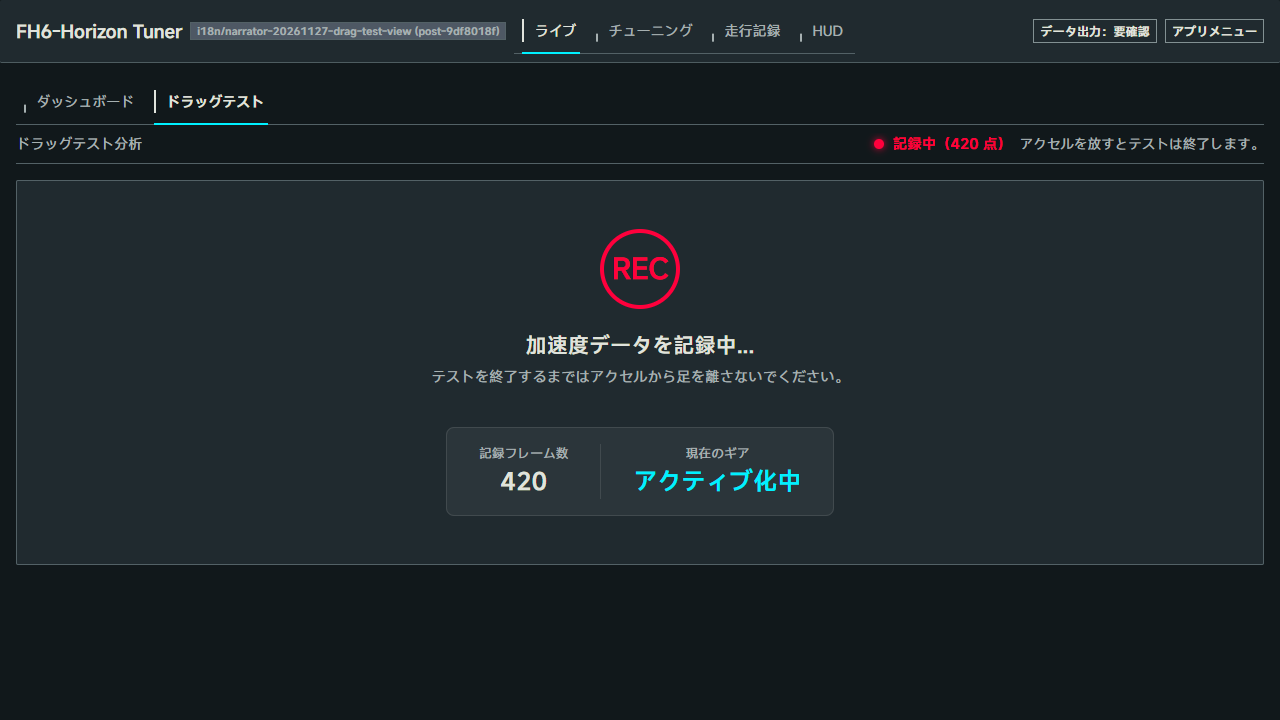 FH6-Horizon Tuner i18n/narrator-20261127-drag-test-view (post-9df8018f) ライブ チューニング 走行記録 HUD データ出力: 要確認 アプリメニュー
ダッシュボード ドラッグテスト
ドラッグテスト分析 記録中（420 点） アクセルを放すとテストは終了します。
REC
加速度データを記録中...
テストを終了するまではアクセルから足を離さないでください。
記録フレーム数 現在のギア
420 アクティブ化中